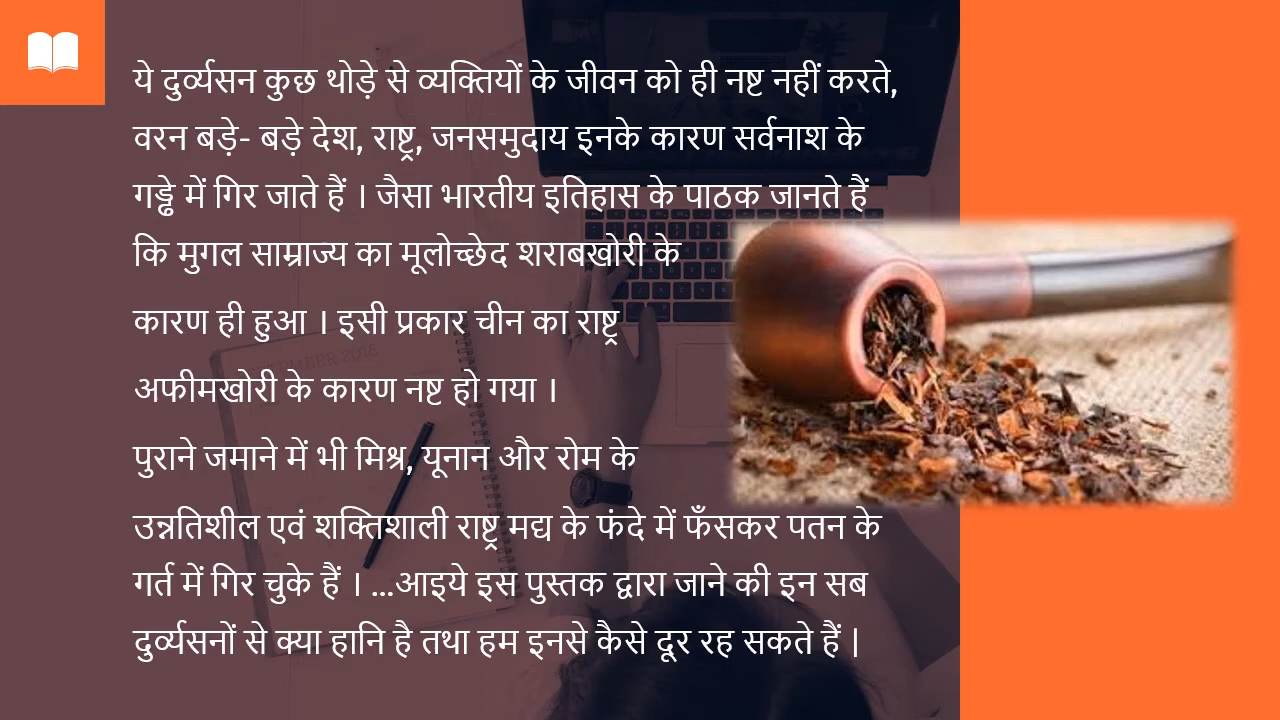 ये दुर्व्यसन कुछ थोड़े से व्यक्तियों के जीवन को ही नष्ट नहीं करते,
वरन बड़े- बड़े देश, राष्ट्र, जनसमुदाय इनके कारण सर्वनाश के
गड्ढे में गिर जाते हैं । जैसा भारतीय इतिहास के पाठक जानते हैं
कि मुगल साम्राज्य का मूलोच्छेद शराबखोरी के
कारण ही हुआ । इसी प्रकार चीन का राष्ट्र
अफीमखोरी के कारण नष्ट हो गया ।
पुराने जमाने में भी मिश्र, यूनान और रोम के
उन्नतिशील एवं शक्तिशाली राष्ट्र मद्य के फंदे में फँसकर पतन के
गर्त में गिर चुके हैं । ...आइये इस पुस्तक द्वारा जाने की इन सब
दुर्व्यसनों से क्या हानि है तथा हम इनसे कैसे दूर रह सकते हैं |